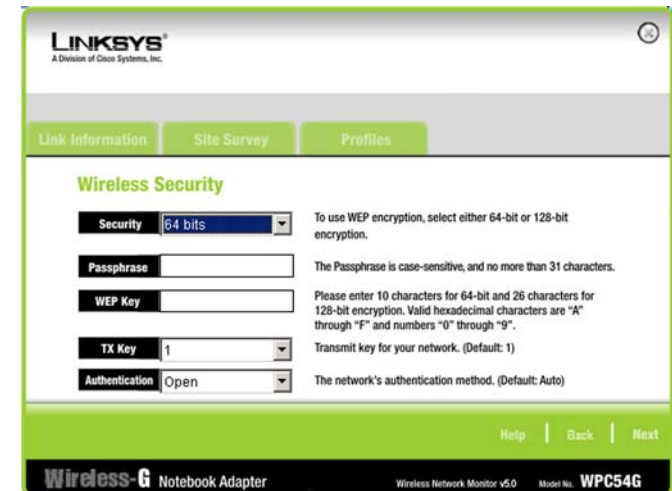 LINKSYS®
A Division of Cisco Systems, Inc.
Link Information Site Survey Profiles
Wireless Security
Security 64 bits To use WEP encryption, select either 64-bit or 128-bit
encryption.
Passphrase The Passphrase is case-sensitive, and no more than 31 characters.
WEP Key Please enter 10 characters for 64-bit and 26 characters for
128-bit encryption. Valid hexadecimal characters are “A”
through “F” and numbers “0” through “9”.
TX Key 1 Transmit key for your network. (Default: 1)
Authentication Open The network's authentication method. (Default: Auto)
Help | Back | Next
Wireless-G Notebook Adapter Wireless Network Monitor v5.0 Model No. WPC54G